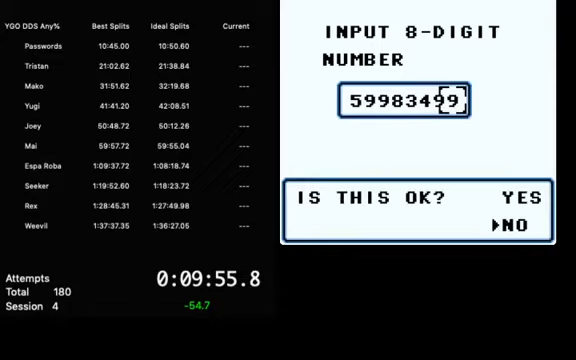 YGO DDS Any% Best Splits Ideal Splits Current
Passwords 10:45.00 10:50.60 ---
Tristan 21:02.62 21:38.84 ---
Mako 31:51.62 32:19.68 ---
Yugi 41:41.20 42:08.51 ---
Joey 50:48.72 50:12.26 ---
Mai 59:57.72 59:55.04 ---
Espa Roba 1:09:37.72 1:08:18.74 ---
Seeker 1:19:52.60 1:18:23.72 ---
Rex 1:28:45.31 1:27:49.98 ---
Weevil 1:37:37.35 1:36:27.05 ---
Attempts
Total 180
Session 4
0:09:55.8
-54.7
INPUT 8-DIGIT
NUMBER
59983499
IS THIS OK? YES
▶NO